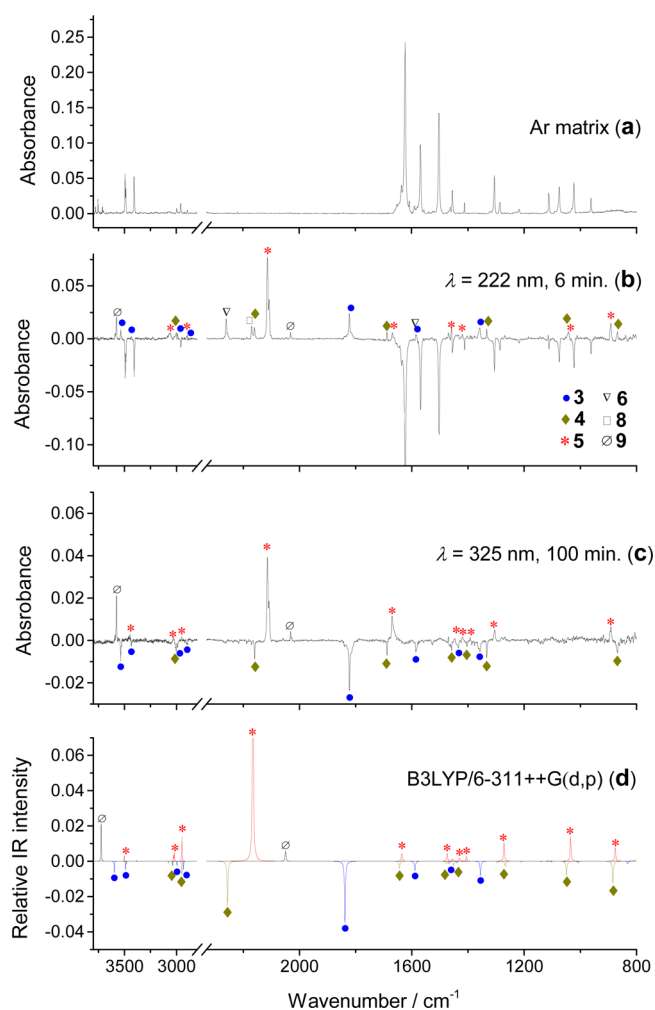 0.25
0.20
0.15
0.10
0.05
0.00
Absorbance
Ar matrix (a)
0.05
0.00
-0.05
-0.10
Absrobance
λ = 222 nm, 6 min. (b)
3 6
4 8
5 9
0.06
0.04
0.02
0.00
-0.02
Absrobance
λ = 325 nm, 100 min. (c)
0.06
0.04
0.02
0.00
-0.02
-0.04
Relative IR intensity
B3LYP/6-311++G(d,p) (d)
3500 3000 2000 1600 1200 800
Wavenumber / cm⁻¹